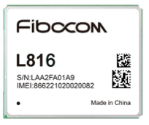 Fibocom
L816
S/N:LAA2FA01A9
IMEI:866221020020082
Made in China